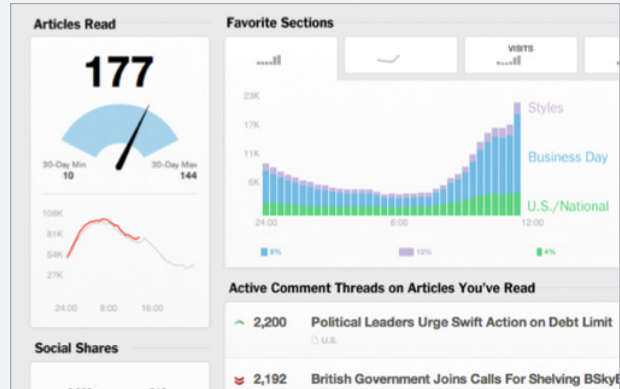 Articles Read
177
30-Day Min
10
30-Day Max
144
108K
81K
54K
27K
24:00 8:00 16:00
Social Shares
Favorite Sections
VISITS
23K
17K
11K
6K
Styles
Business Day
U.S./National
24:00 6:00 12:00
9% 12% 4%
Active Comment Threads on Articles You've Read
2,200 Political Leaders Urge Swift Action on Debt Limit
U.S.
2,192 British Government Joins Calls For Shelving BSkyB